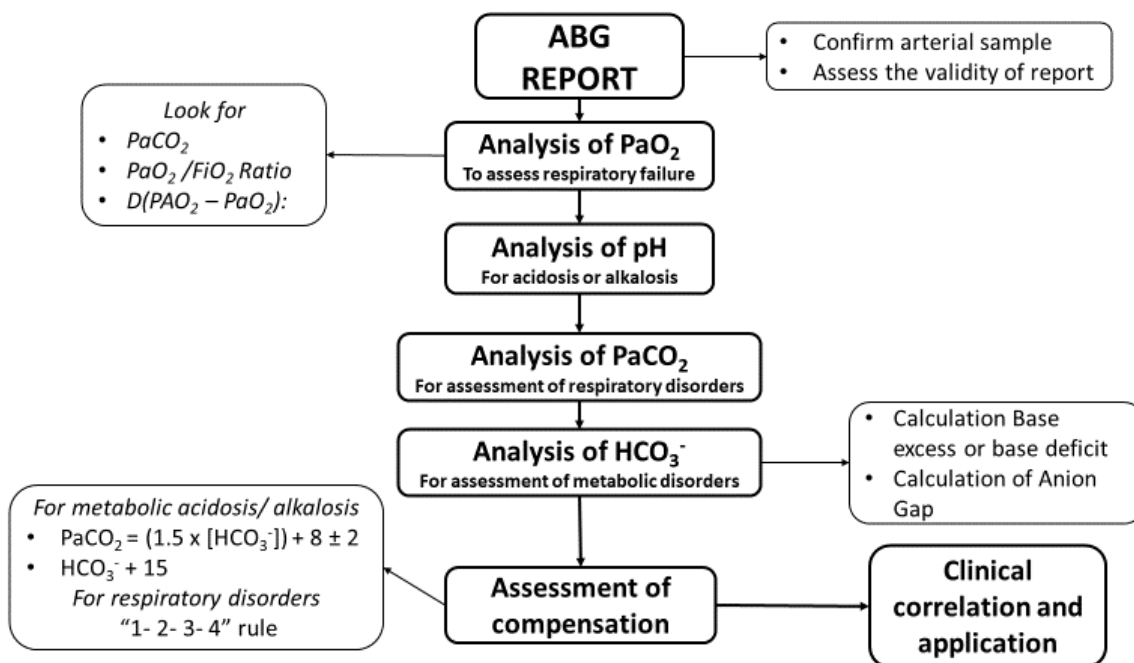 ABG
REPORT
• Confirm arterial sample
• Assess the validity of report
Look for
• PaCO₂
• PaO₂ /FiO₂ Ratio
• D(PAO₂ – PaO₂):
Analysis of PaO₂
To assess respiratory failure
Analysis of pH
For acidosis or alkalosis
Analysis of PaCO₂
For assessment of respiratory disorders
Analysis of HCO₃⁻
For assessment of metabolic disorders
• Calculation Base
excess or base deficit
• Calculation of Anion
Gap
For metabolic acidosis/ alkalosis
• PaCO₂ = (1.5 x [HCO₃⁻]) + 8 ± 2
• HCO₃⁻ + 15
For respiratory disorders
“1- 2- 3- 4” rule
Assessment of
compensation
Clinical
correlation and
application